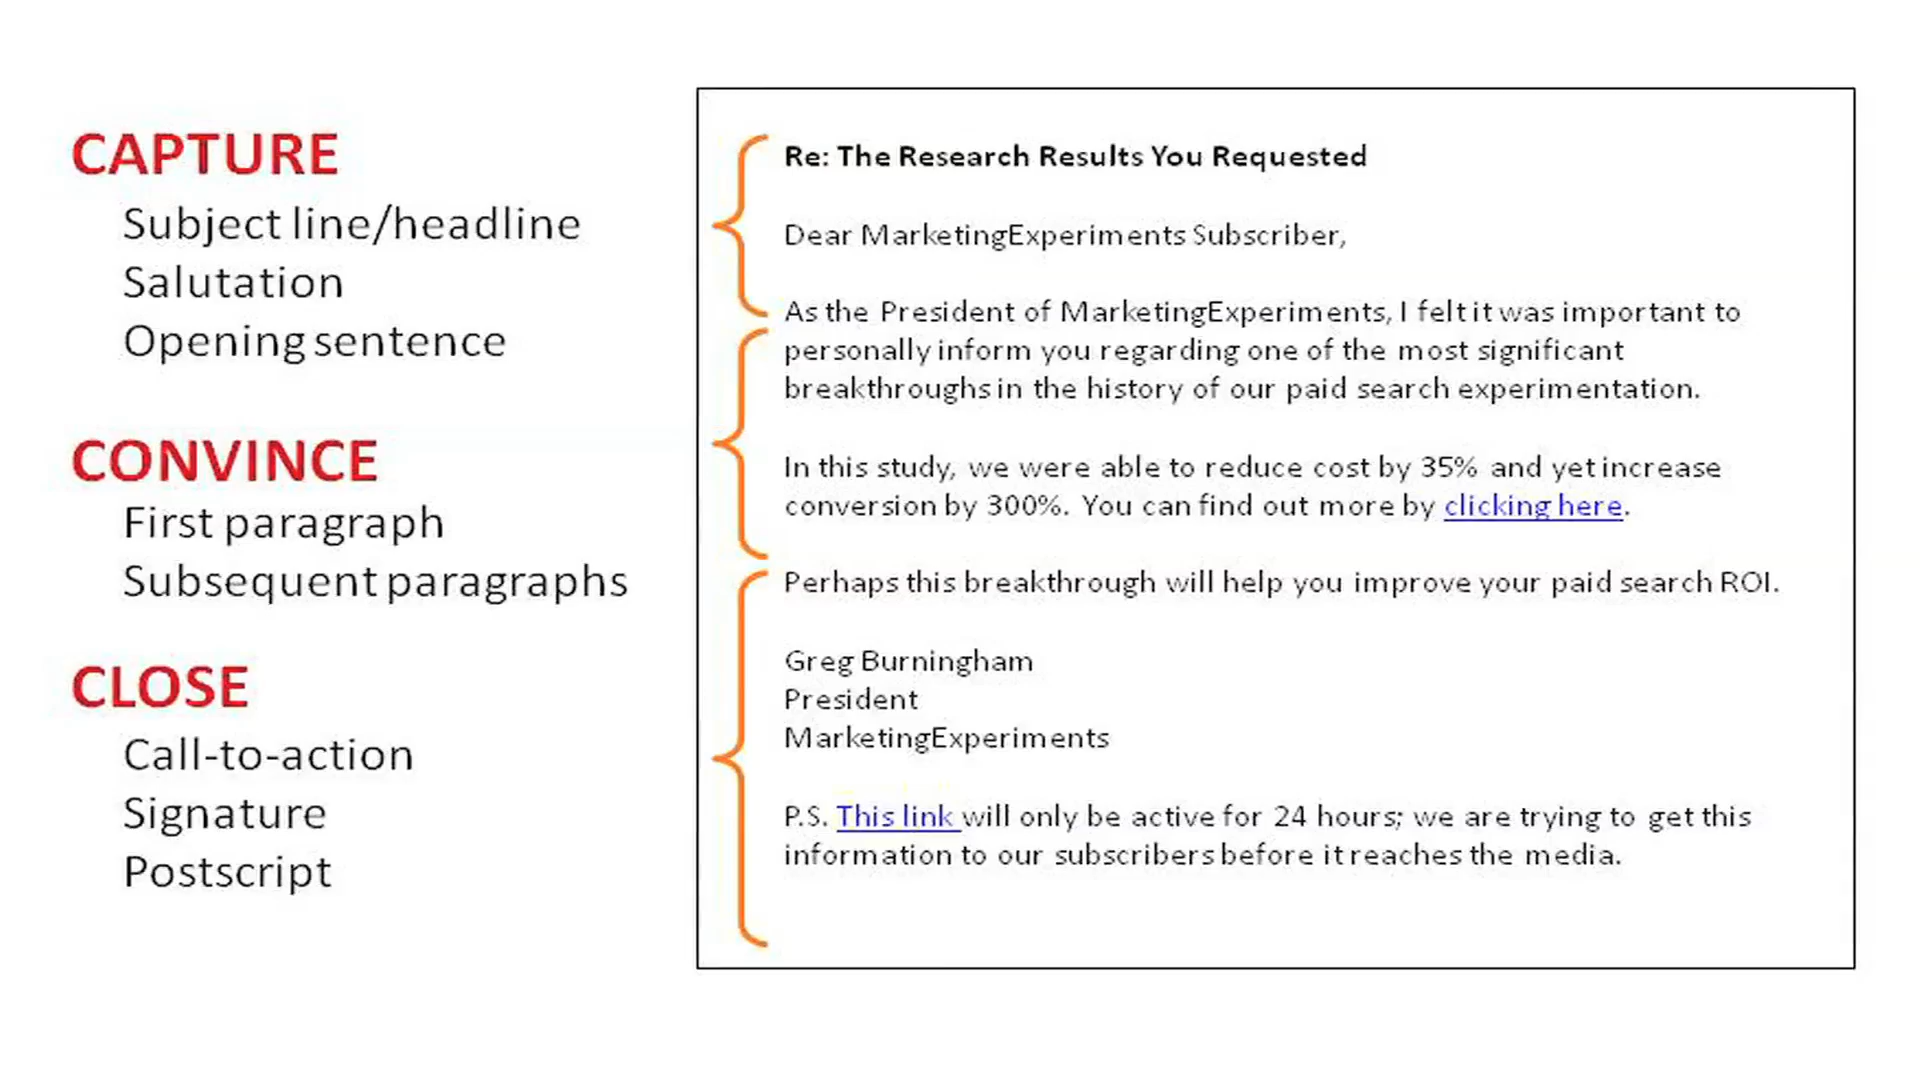 CAPTURE
Subject line/headline
Salutation
Opening sentence
CONVINCE
First paragraph
Subsequent paragraphs
CLOSE
Call-to-action
Signature
Postscript
Re: The Research Results You Requested
Dear MarketingExperiments Subscriber,
As the President of MarketingExperiments, I felt it was important to
personally inform you regarding one of the most significant
breakthroughs in the history of our paid search experimentation.
In this study, we were able to reduce cost by 35% and yet increase
conversion by 300%. You can find out more by clicking here.
Perhaps this breakthrough will help you improve your paid search ROI.
Greg Burningham
President
MarketingExperiments
P.S. This link will only be active for 24 hours; we are trying to get this
information to our subscribers before it reaches the media.